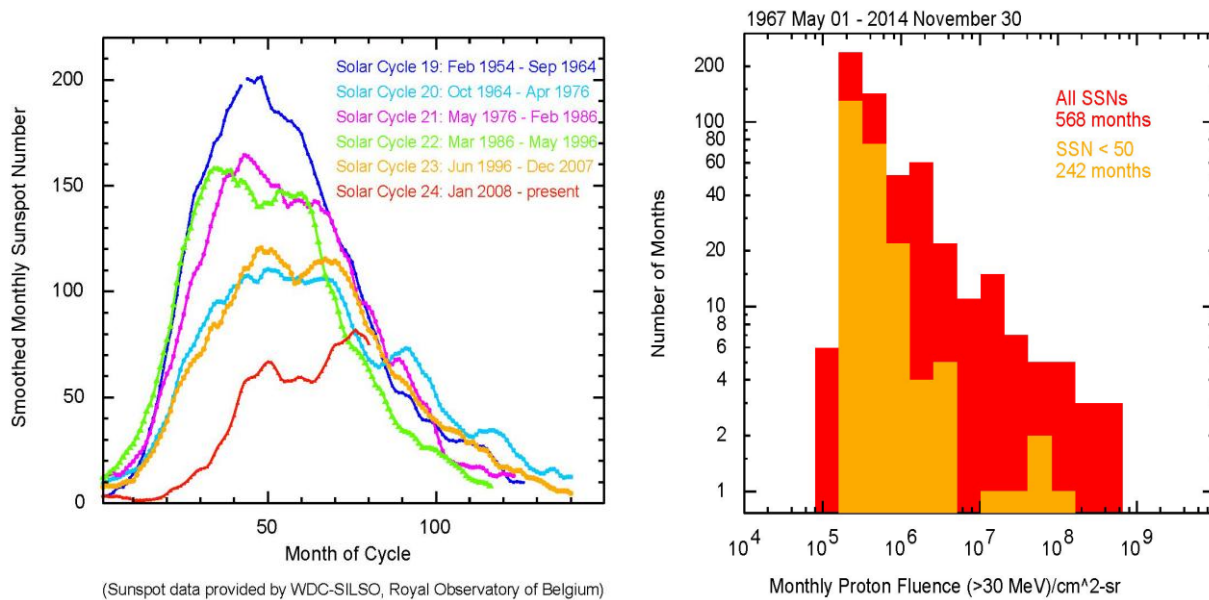 Solar Cycle 19: Feb 1954 - Sep 1964
Solar Cycle 20: Oct 1964 - Apr 1976
Solar Cycle 21: May 1976 - Feb 1986
Solar Cycle 22: Mar 1986 - May 1996
Solar Cycle 23: Jun 1996 - Dec 2007
Solar Cycle 24: Jan 2008 - present
Smoothed Monthly Sunspot Number
200
150
100
50
0
50
100
Month of Cycle
(Sunspot data provided by WDC-SILSO, Royal Observatory of Belgium)
1967 May 01 - 2014 November 30
All SSNs
568 months
SSN < 50
242 months
Number of Months
200
100
80
60
40
20
10
8
6
4
2
1
10^4
10^5
10^6
10^7
10^8
10^9
Monthly Proton Fluence (>30 MeV)/cm^2-sr